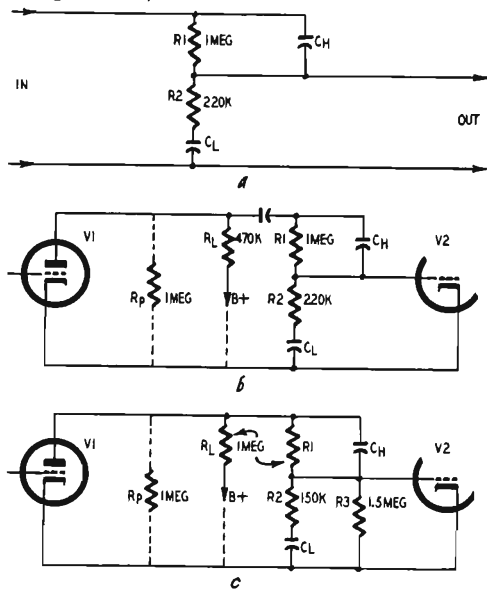 R1 1MEG CH
IN
R2 220K
OUT
CL
a
V1 RL 470K R1 1MEG CH V2
Rp 1MEG B+ R2 220K
CL
b
V1 RL 1MEG R1 CH V2
Rp 1MEG B+ R2 150K R3 1.5MEG
CL
c